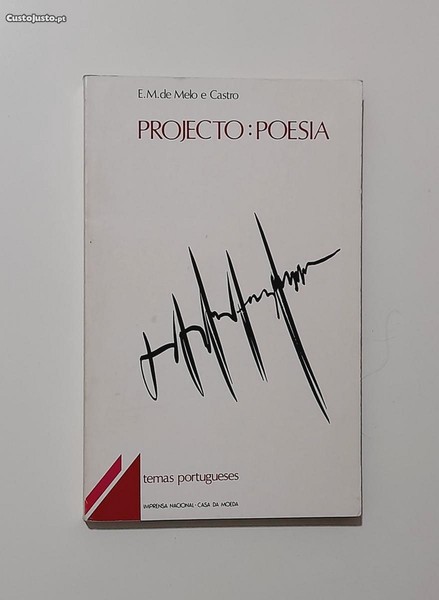 CustoJusto.pt
E.M.de Melo e Castro
PROJECTO:POESIA
temas portugueses
IMPRENSA NACIONAL-CASA DA MOEDA